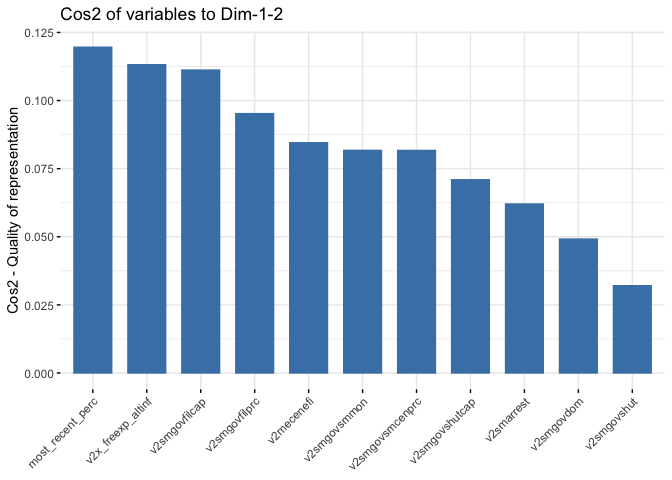 Cos2 of variables to Dim-1-2
Cos2 - Quality of representation
0.125
0.100
0.075
0.050
0.025
0.000
most_recent_perc
v2x_freexp_altinf
v2smgovfilcap
v2smgovfilprc
v2mecenefi
v2smgovsmmon
v2smgovsmcenprc
v2smgovshutcap
v2smarrest
v2smgovdom
v2smgovshut